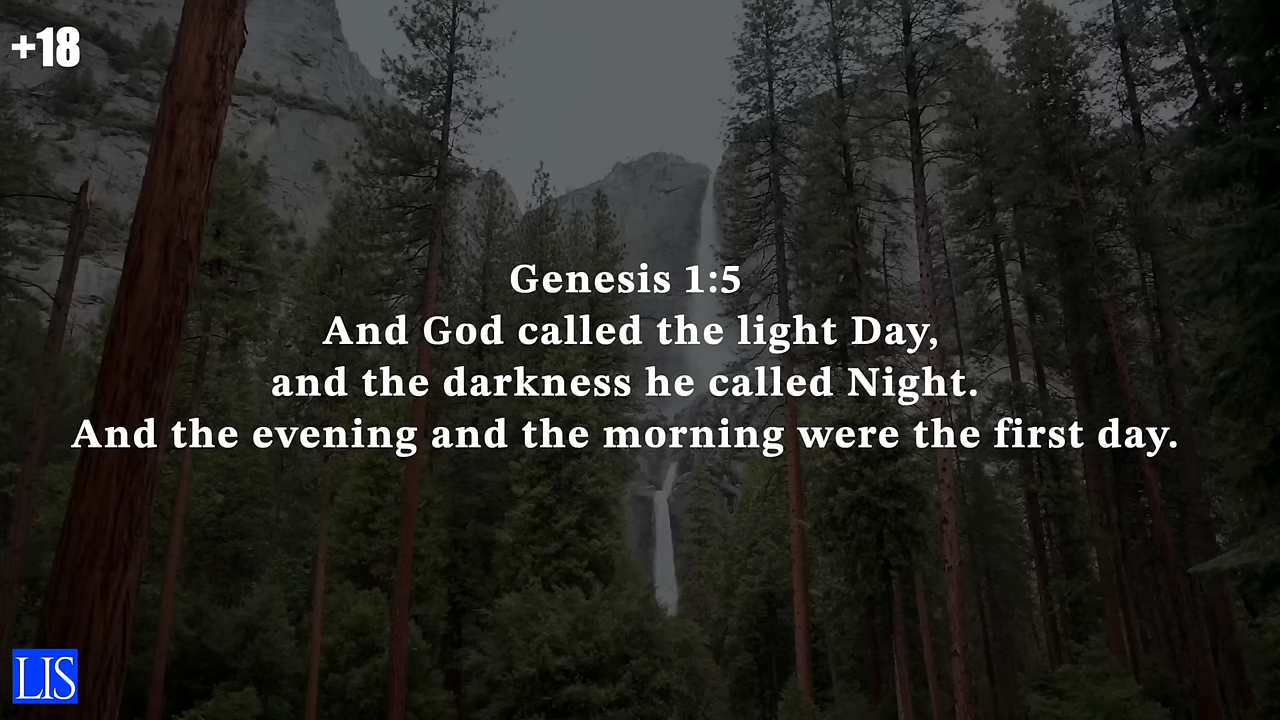 +18
Genesis 1:5
And God called the light Day,
and the darkness he called Night.
And the evening and the morning were the first day.
LIS